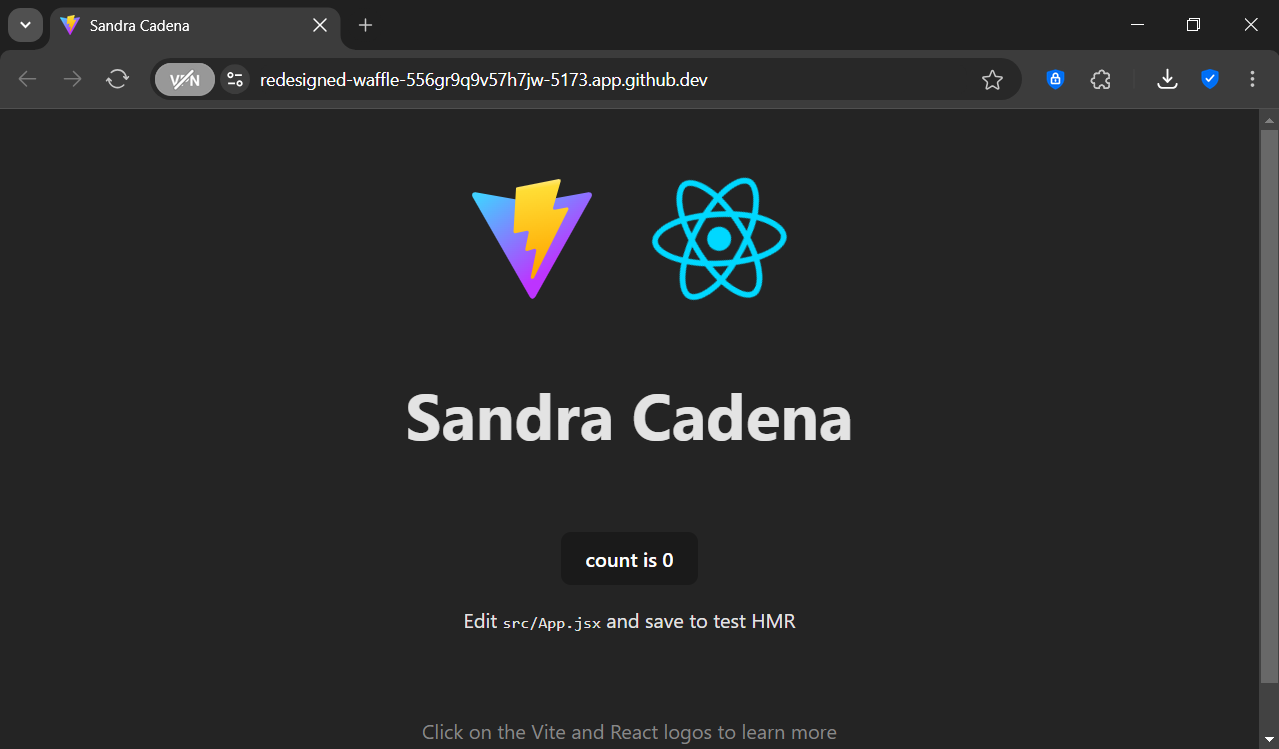 Sandra Cadena
VPN
redesigned-waffle-556gr9q9v57h7jw-5173.app.github.dev
Sandra Cadena
count is 0
Edit src/App.jsx and save to test HMR
Click on the Vite and React logos to learn more